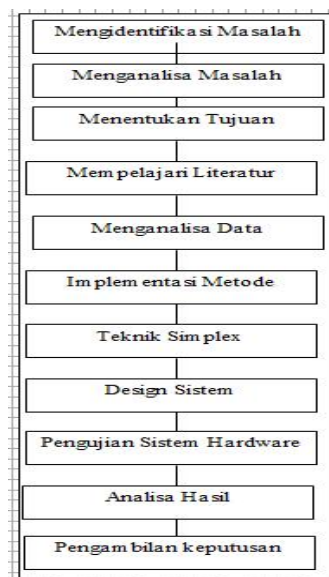 Mengidentifikasi Masalah
Menganalisa Masalah
Menentukan Tujuan
Mempelajari Literatur
Menganalisa Data
Implementasi Metode
Teknik Simplex
Design Sistem
Pengujian Sistem Hardware
Analisa Hasil
Pengambilan keputusan